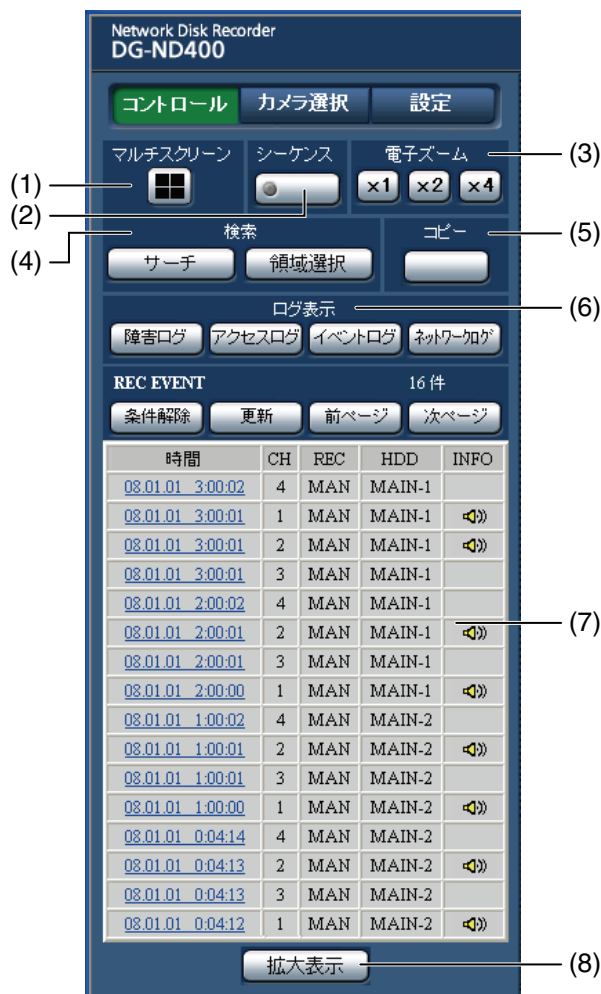 Network Disk Recorder
DG-ND400
コントロール カメラ選択 設定
マルチスクリーン シーケンス 電子ズーム (3)
(1) x1 x2 x4
(2)
検索 コピー (5)
(4) サーチ 領域選択
ログ表示 (6)
障害ログ アクセスログ イベントログ ネットワークログ
REC EVENT 16 件
条件解除 更新 前ページ 次ページ
時間 CH REC HDD INFO
08.01.01 3:00:02 4 MAN MAIN-1
08.01.01 3:00:01 1 MAN MAIN-1
08.01.01 3:00:01 2 MAN MAIN-1
08.01.01 3:00:01 3 MAN MAIN-1
08.01.01 2:00:02 4 MAN MAIN-1
08.01.01 2:00:01 2 MAN MAIN-1 (7)
08.01.01 2:00:01 3 MAN MAIN-1
08.01.01 2:00:00 1 MAN MAIN-1
08.01.01 1:00:02 4 MAN MAIN-2
08.01.01 1:00:01 2 MAN MAIN-2
08.01.01 1:00:01 3 MAN MAIN-2
08.01.01 1:00:00 1 MAN MAIN-2
08.01.01 0:04:14 4 MAN MAIN-2
08.01.01 0:04:13 2 MAN MAIN-2
08.01.01 0:04:13 3 MAN MAIN-2
08.01.01 0:04:12 1 MAN MAIN-2
拡大表示 (8)